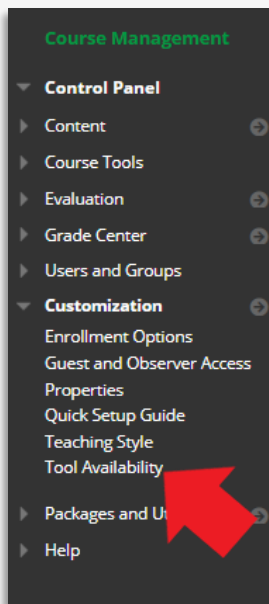 Course Management
Control Panel
Content
Course Tools
Evaluation
Grade Center
Users and Groups
Customization
Enrollment Options
Guest and Observer Access
Properties
Quick Setup Guide
Teaching Style
Tool Availability
Packages and
Help